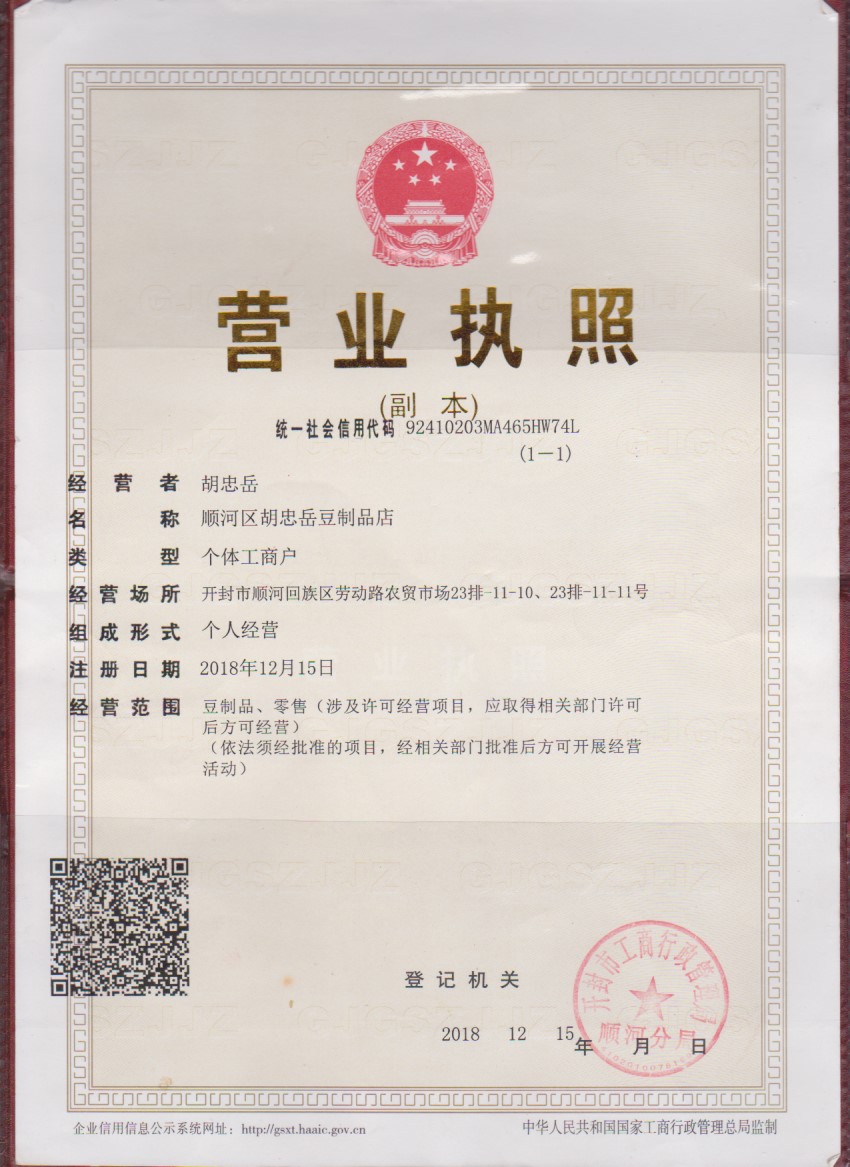 营业执照
(副 本)
统一社会信用代码 92410203MA465HW74L
(1-1)
经营者 胡忠岳
名称 顺河区胡忠岳豆制品店
类型 个体工商户
经营场所 开封市顺河回族区劳动路农贸市场23排-11-10、23排-11-11号
组成形式 个人经营
注册日期 2018年12月15日
经营范围 豆制品、零售（涉及许可经营项目，应取得相关部门许可
后方可经营）
（依法须经批准的项目，经相关部门批准后方可开展经营
活动）
开封市工商行政管理局
顺河分局
登记机关
2018 12 15
年 月 日
企业信用信息公示系统网址：http://gsxt.haaic.gov.cn
中华人民共和国国家工商行政管理总局监制